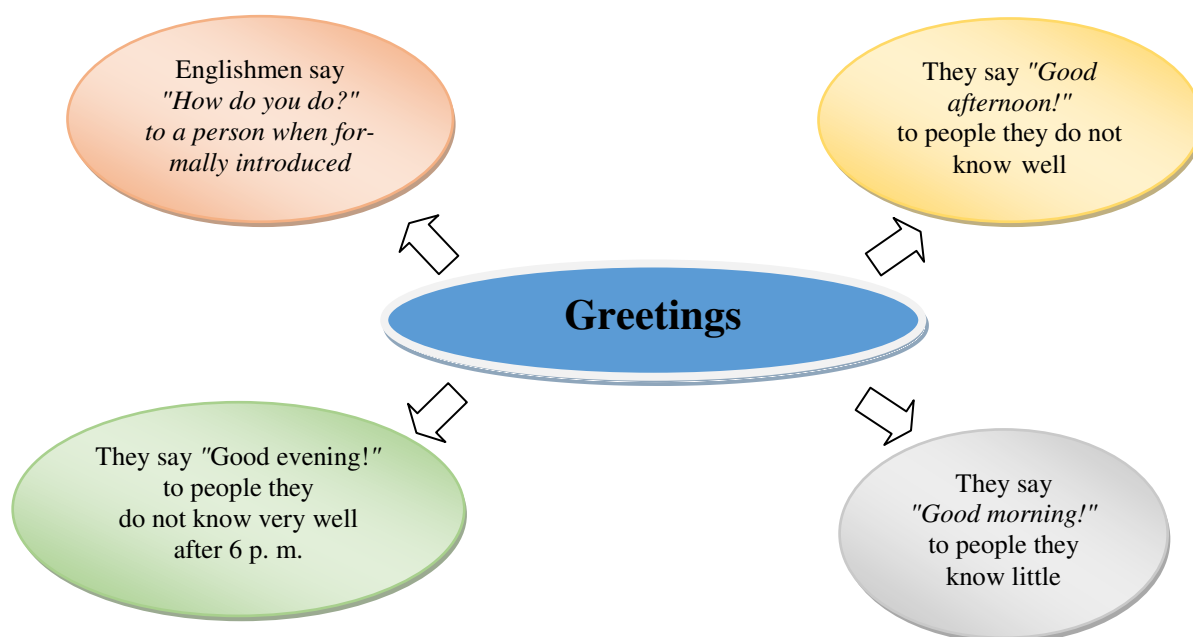 Englishmen say
"How do you do?"
to a person when for-
mally introduced
They say "Good
afternoon!"
to people they do not
know well
Greetings
They say "Good evening!"
to people they
do not know very well
after 6 p. m.
They say
"Good morning!"
to people they
know little